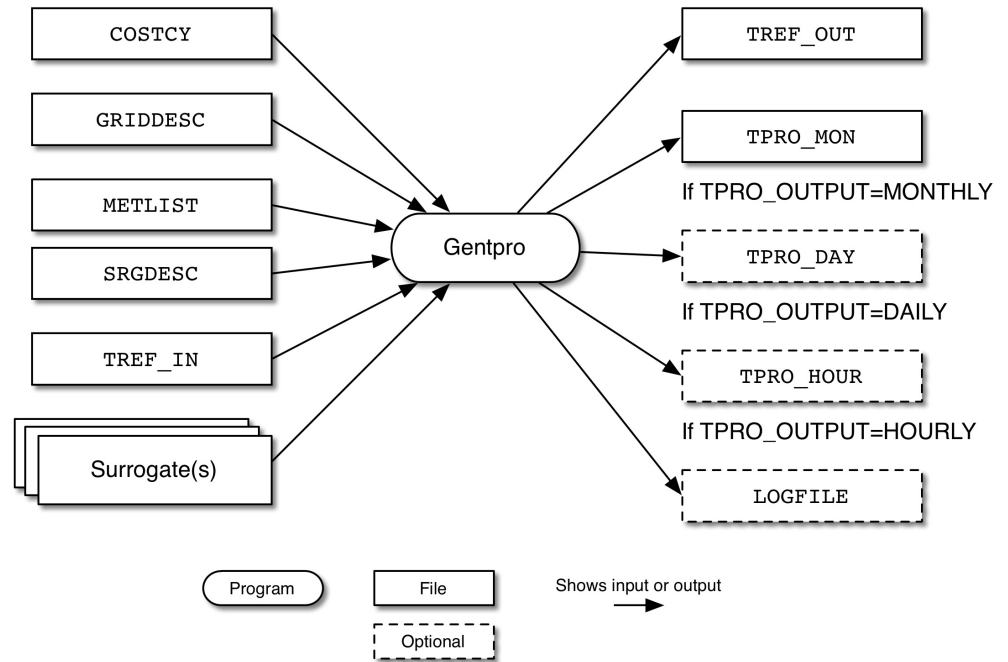 COSTCY
GRIDDESC
METLIST
SRGDESC
TREF_IN
Surrogate(s)
Gentpro
TREF_OUT
TPRO_MON
If TPRO_OUTPUT=MONTHLY
TPRO_DAY
If TPRO_OUTPUT=DAILY
TPRO_HOUR
If TPRO_OUTPUT=HOURLY
LOGFILE
Program
File
Optional
Shows input or output